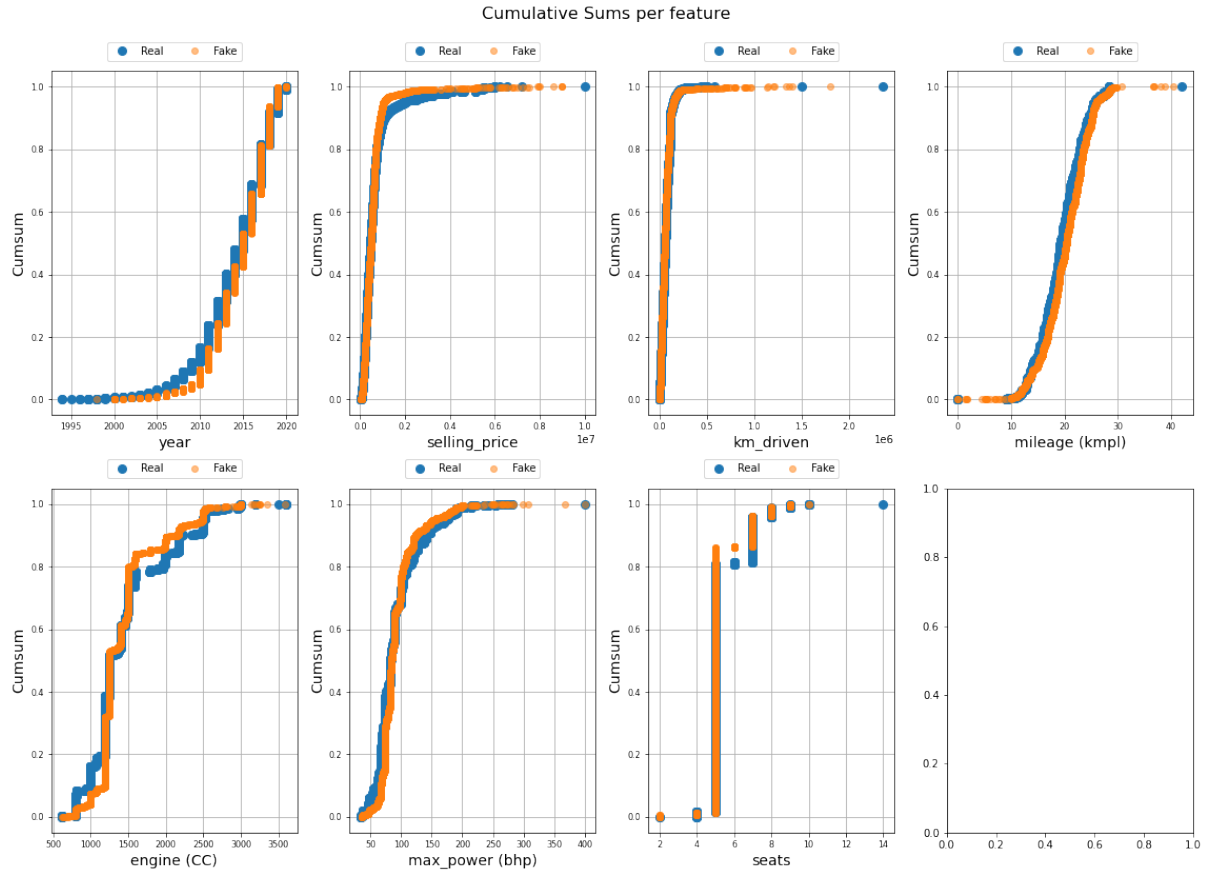 Cumulative Sums per feature
Real Fake
Real Fake
Real Fake
Real Fake
1.0 0.8 0.6 0.4 0.2 0.0
Cumsum
1995 2000 2005 2010 2015 2020
year
1.0 0.8 0.6 0.4 0.2 0.0
Cumsum
0.0 0.2 0.4 0.6 0.8 1.0
1e7
selling_price
1.0 0.8 0.6 0.4 0.2 0.0
Cumsum
0.0 0.5 1.0 1.5 2.0
1e6
km_driven
1.0 0.8 0.6 0.4 0.2 0.0
Cumsum
0 10 20 30 40
mileage (kmpl)
Real Fake
Real Fake
Real Fake
1.0 0.8 0.6 0.4 0.2 0.0
Cumsum
500 1000 1500 2000 2500 3000 3500
engine (CC)
1.0 0.8 0.6 0.4 0.2 0.0
Cumsum
50 100 150 200 250 300 350 400
max_power (bhp)
1.0 0.8 0.6 0.4 0.2 0.0
Cumsum
2 4 6 8 10 12 14
seats
1.0 0.8 0.6 0.4 0.2 0.0
0.0 0.2 0.4 0.6 0.8 1.0